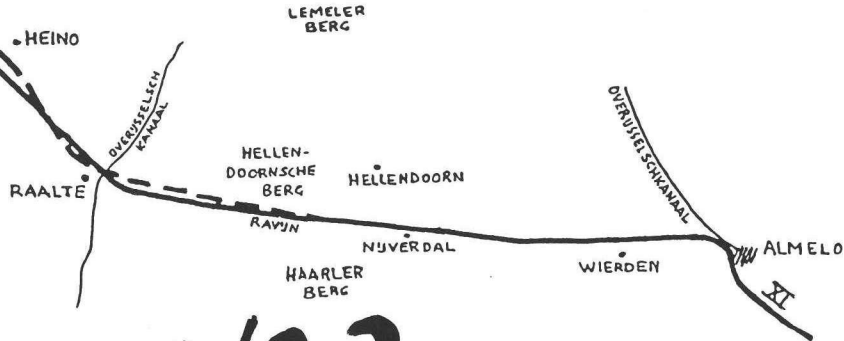 LEMELER
BERG
HEINO
OVERIJSSELSCH
KANAAL
OVERIJSSELSCHKANAAL
HELLEN-
DOORNSCHE
BERG
HELLENDOORN
RAALTE
RAVIJN
NIJVERDAL
ALMELO
WIERDEN
HAARLER
BERG
XI